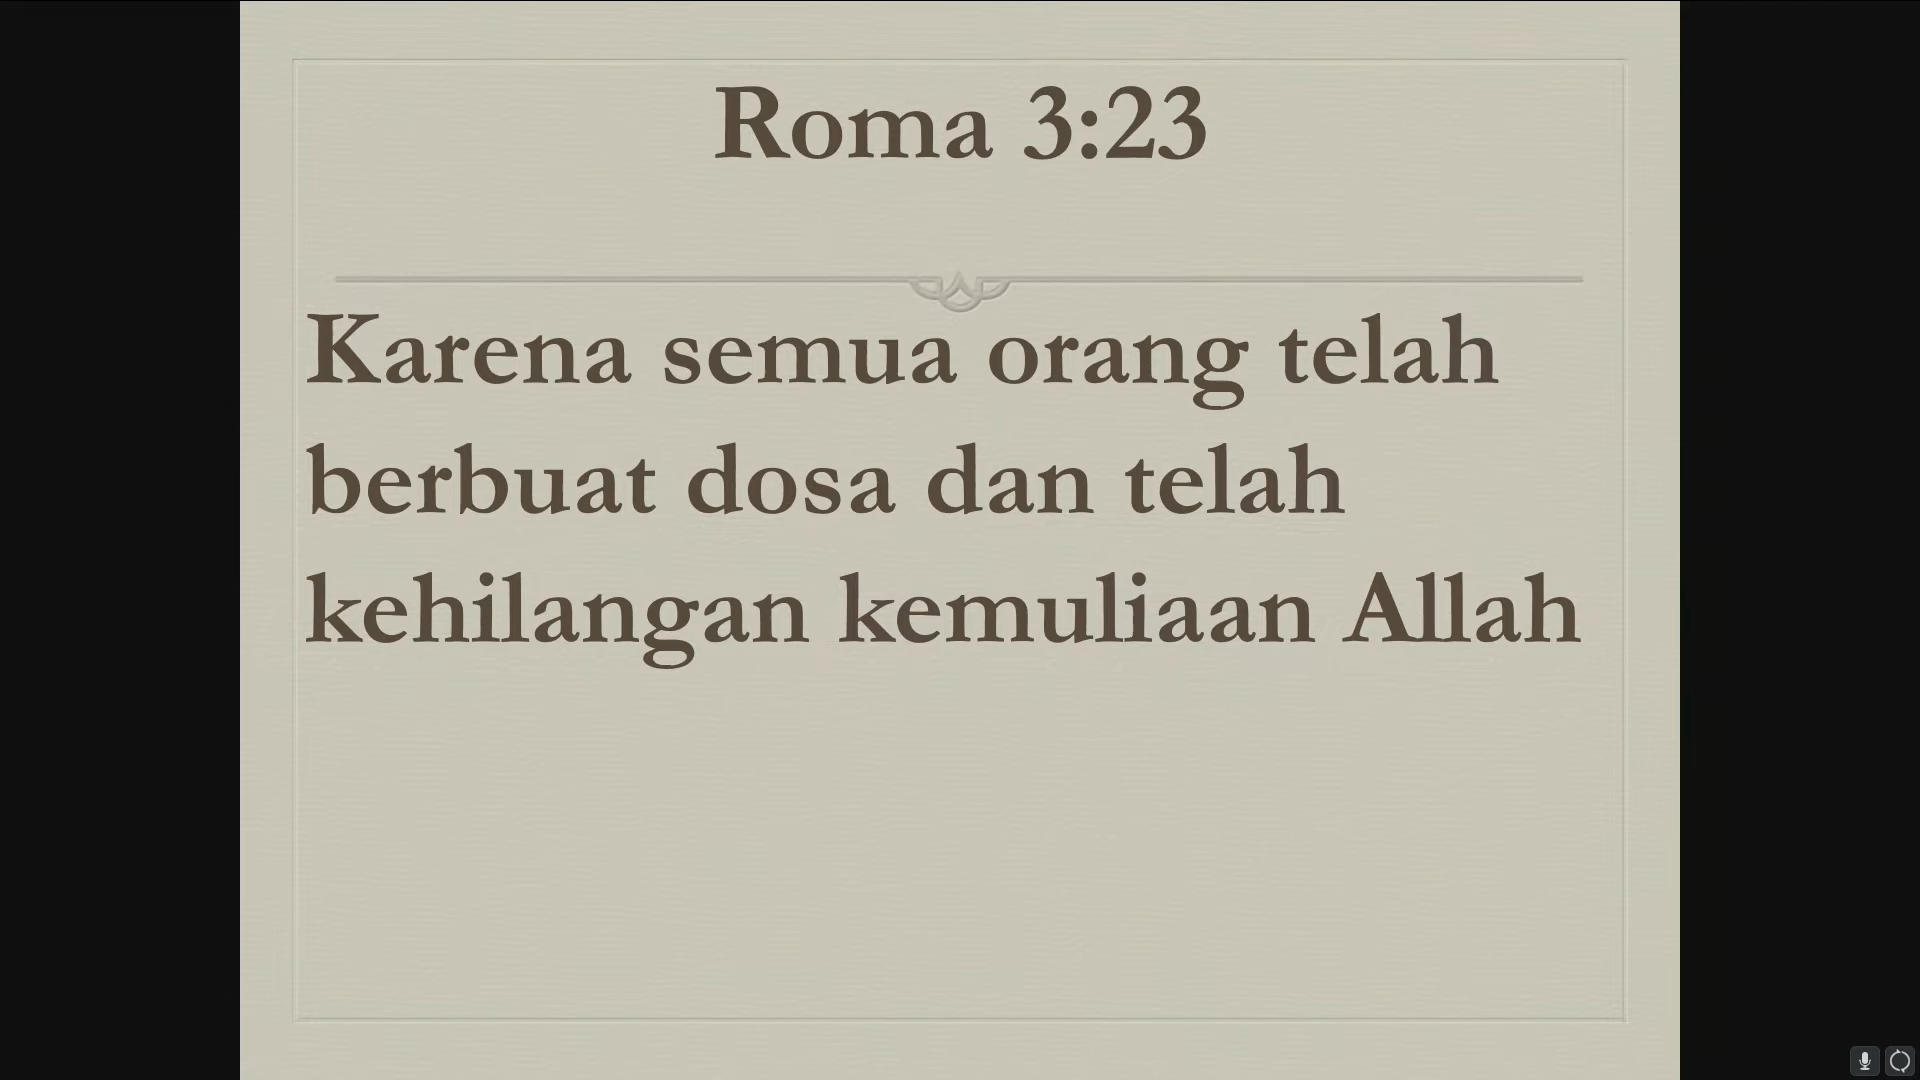 Roma 3:23
Karena semua orang telah
berbuat dosa dan telah
kehilangan kemuliaan Allah